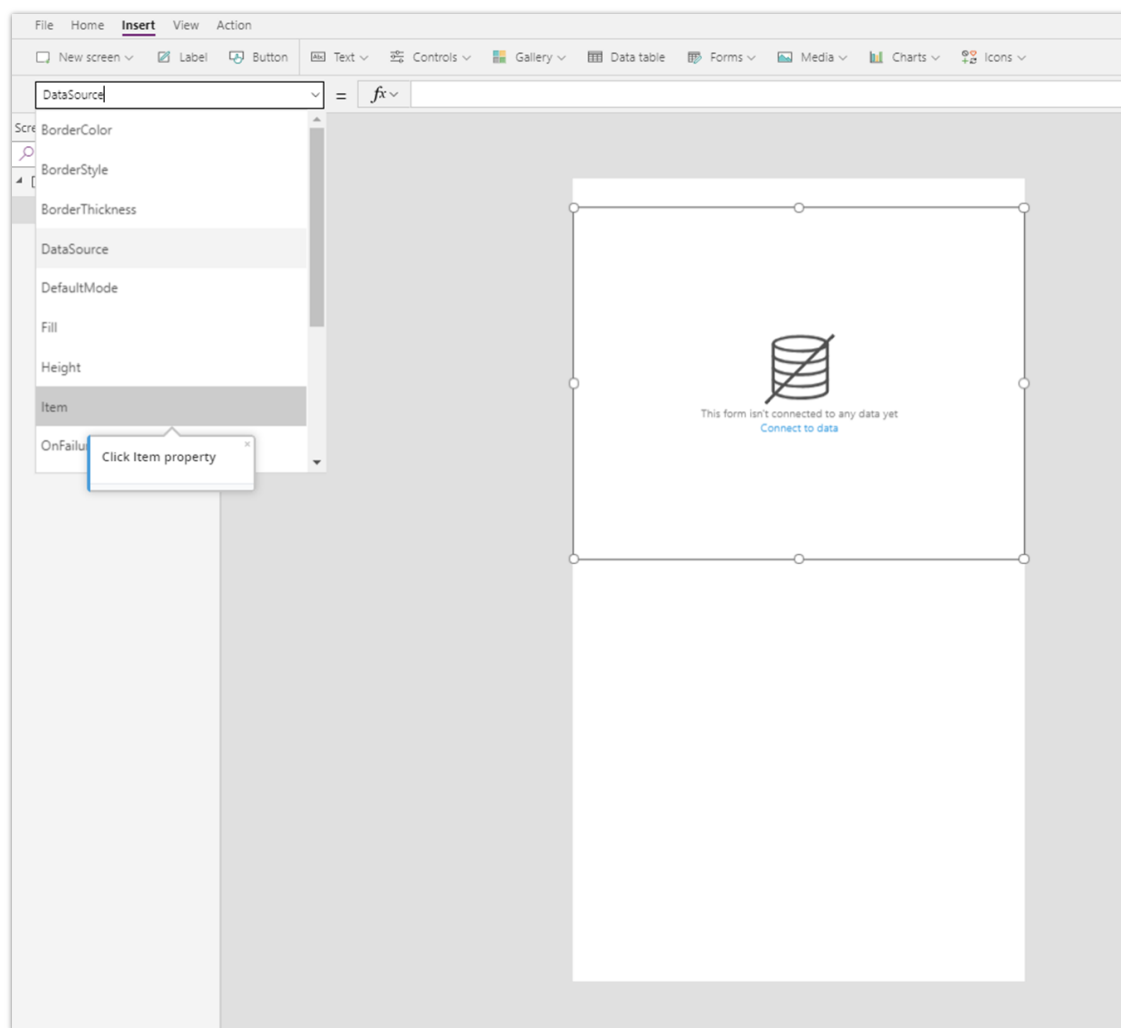 File Home Insert View Action
New screen Label Button Text Controls Gallery Data table Forms Media Charts Icons
DataSource = fx
Scre
BorderColor
BorderStyle
BorderThickness
DataSource
DefaultMode
Fill
Height
Item
OnFailu
Click Item property
This form isn't connected to any data yet
Connect to data